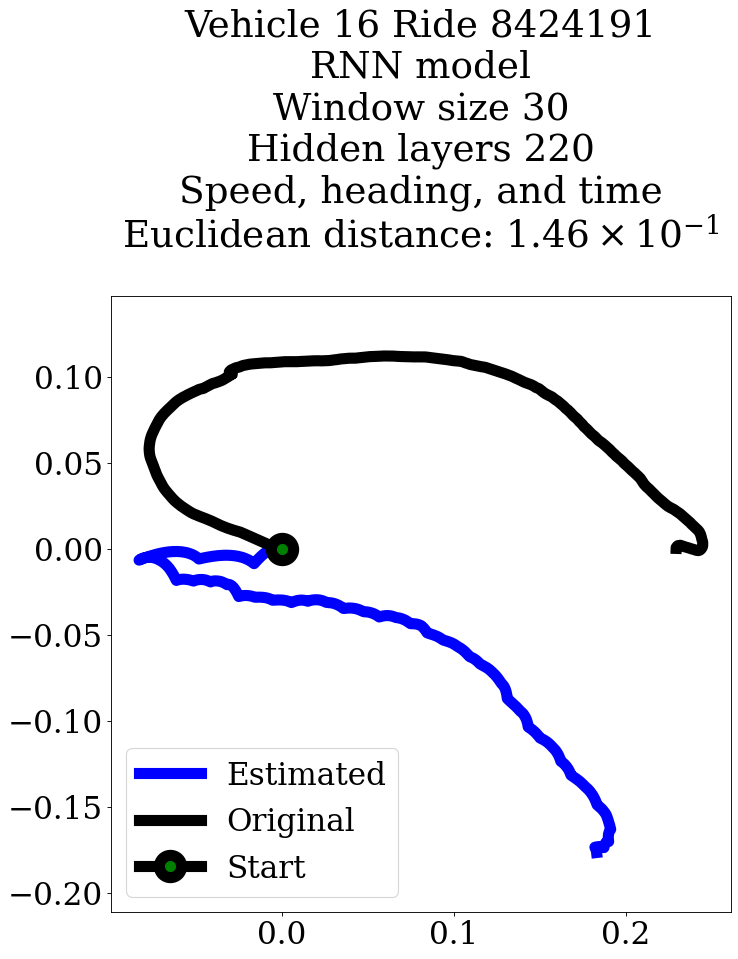 Vehicle 16 Ride 8424191
RNN model
Window size 30
Hidden layers 220
Speed, heading, and time
Euclidean distance: 1.46 × 10⁻¹
0.10
0.05
0.00
−0.05
−0.10
−0.15
−0.20
Estimated
Original
Start
0.0 0.1 0.2